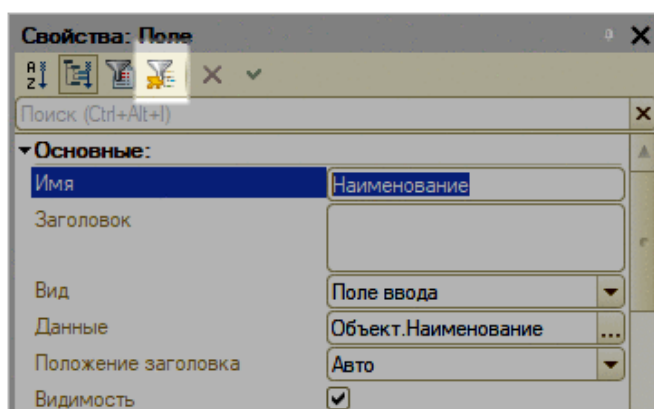 Свойства: Поле
Поиск (Ctrl+Alt+I)
Основные:
Имя Наименование
Заголовок
Вид Поле ввода
Данные Объект.Наименование ...
Положение заголовка Авто
Видимость